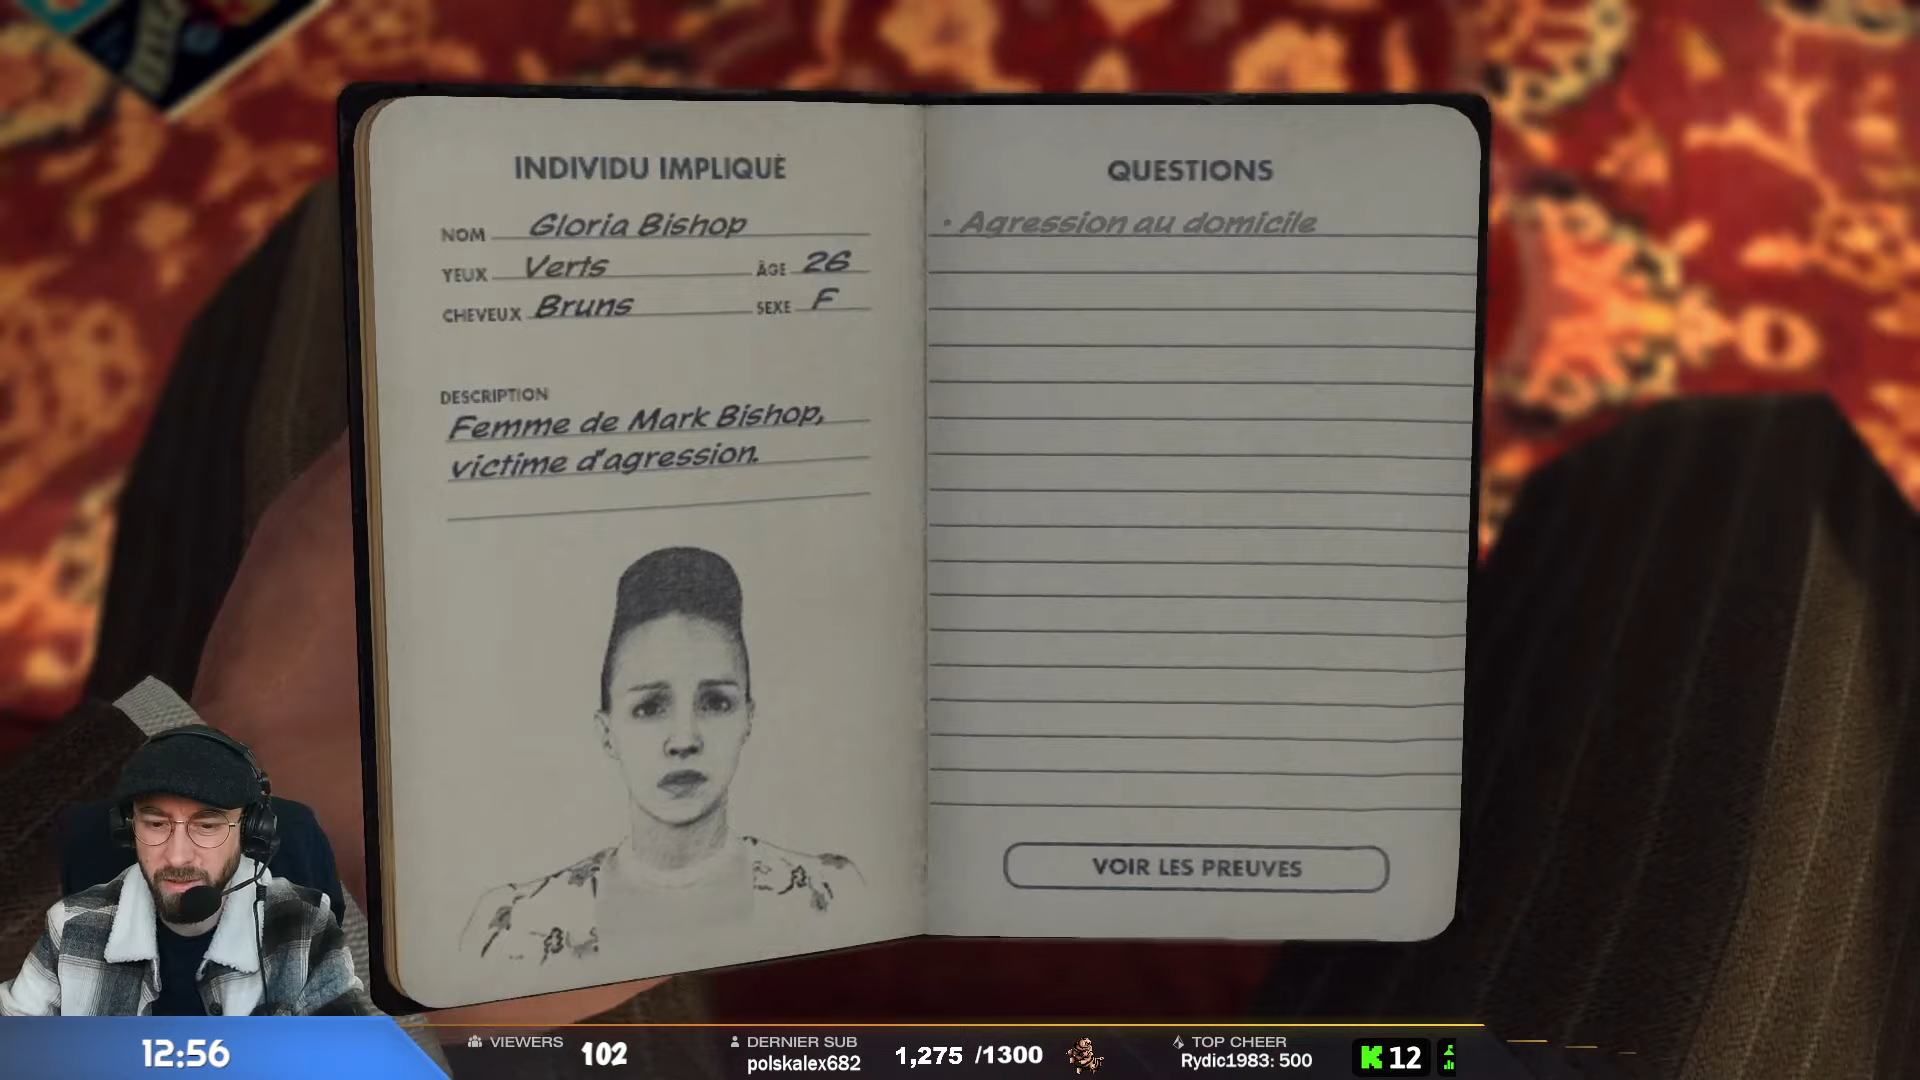 INDIVIDU IMPLIQUÉ
NOM Gloria Bishop
YEUX Verts ÂGE 26
CHEVEUX Bruns SEXE F
DESCRIPTION
Femme de Mark Bishop,
victime d'agression.
QUESTIONS
• Agression au domicile
VOIR LES PREUVES
12:56
VIEWERS 102
DERNIER SUB
polskalex682
1,275 /1300
TOP CHEER
Rydic1983: 500
K 12